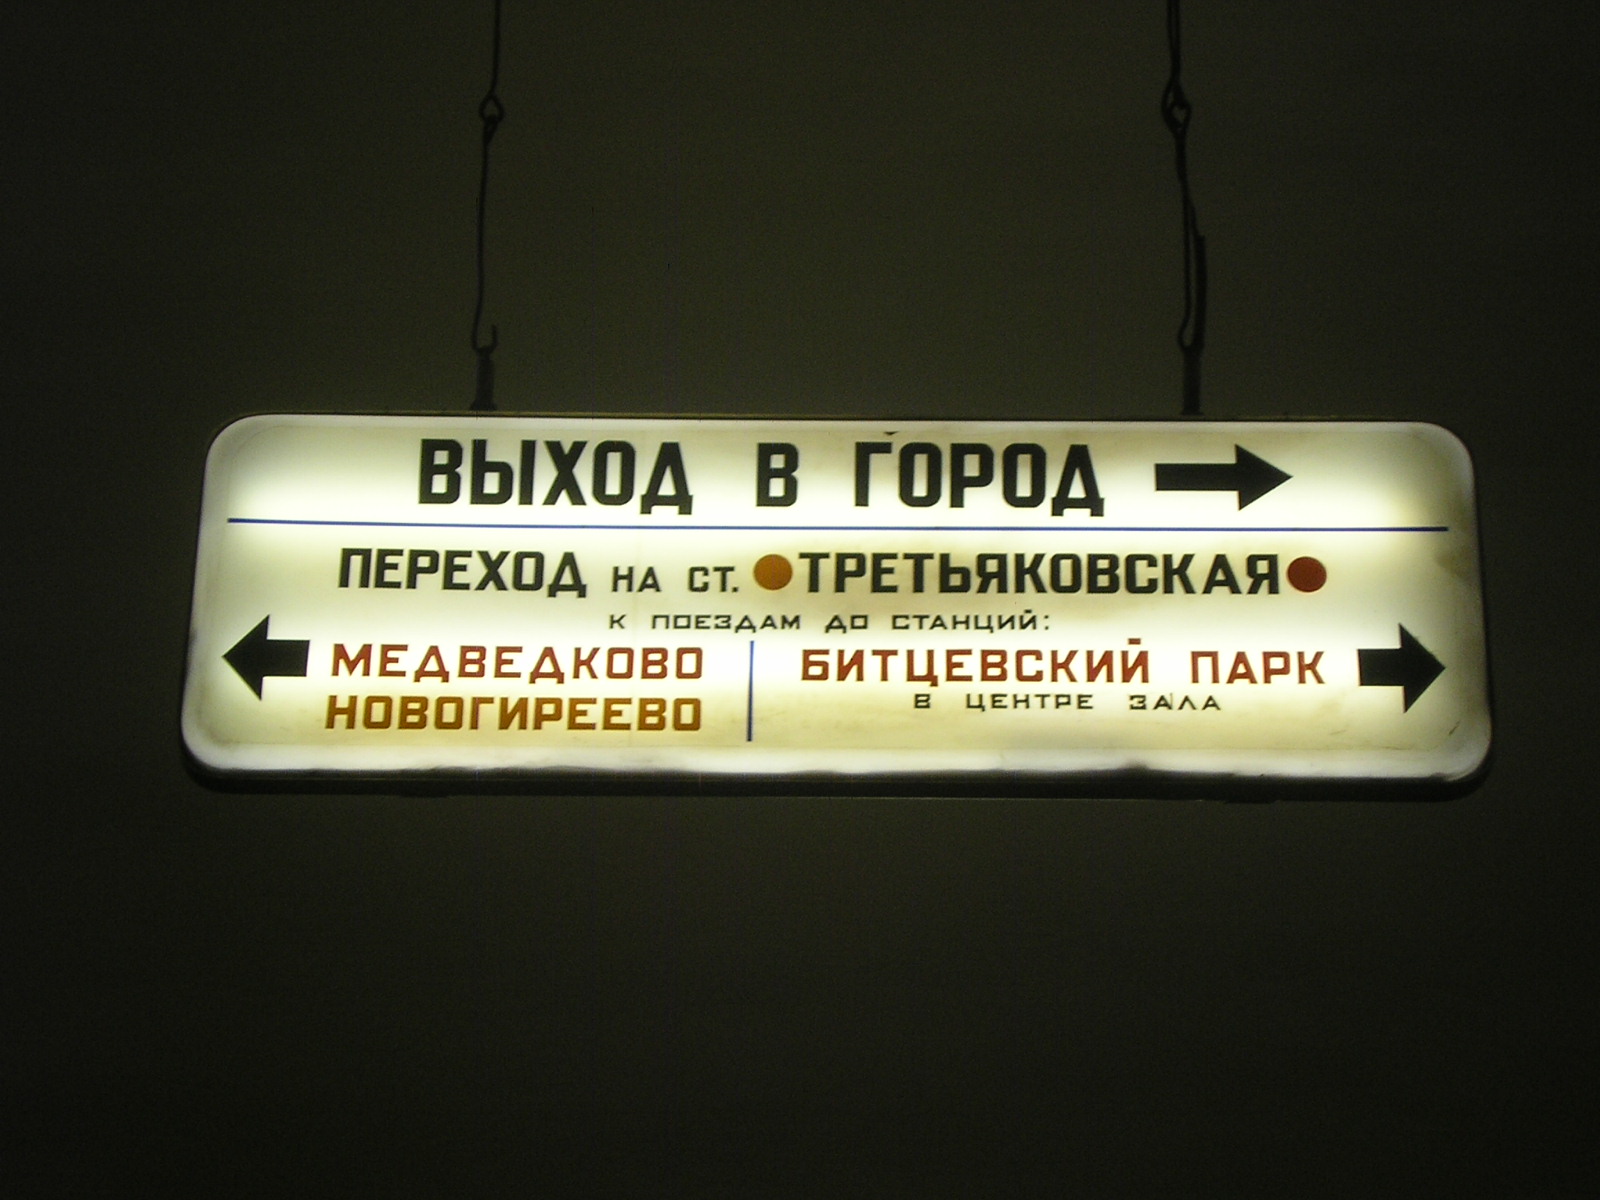 ВЫХОД В ГОРОД
ПЕРЕХОД НА СТ. ТРЕТЬЯКОВСКАЯ
К ПОЕЗДАМ ДО СТАНЦИЙ:
МЕДВЕДКОВО
НОВОГИРЕЕВО
БИТЦЕВСКИЙ ПАРК
В ЦЕНТРЕ ЗАЛА